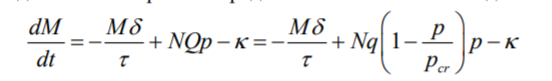 dM/dt = −Mδ/τ + NQp − κ = −Mδ/τ + Nq(1 − p/p_cr)p − κ